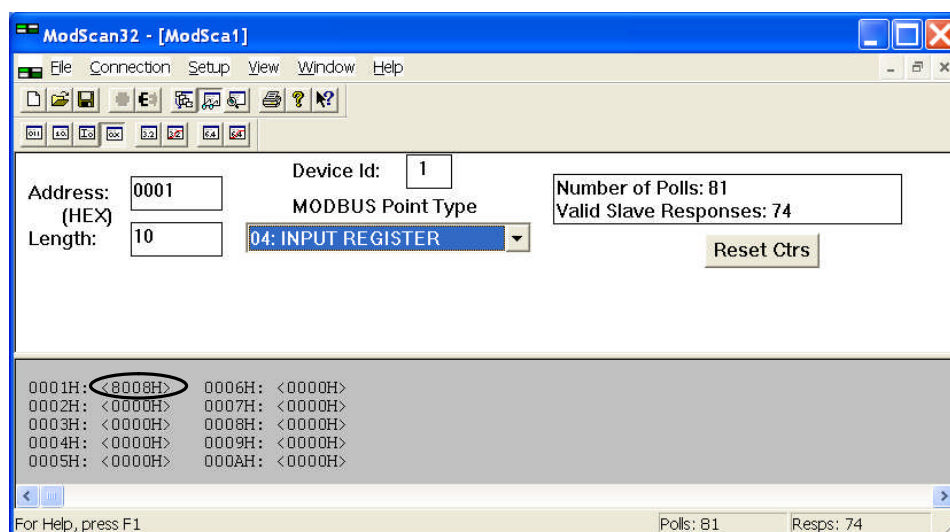 ModScan32 - [ModSca1]
File Connection Setup View Window Help
Device Id: 1
Address: 0001
(HEX)
MODBUS Point Type
Length: 10
04: INPUT REGISTER
Number of Polls: 81
Valid Slave Responses: 74
Reset Ctrs
0001H: <8008H> 0006H: <0000H>
0002H: <0000H> 0007H: <0000H>
0003H: <0000H> 0008H: <0000H>
0004H: <0000H> 0009H: <0000H>
0005H: <0000H> 000AH: <0000H>
For Help, press F1 Polls: 81 Resps: 74